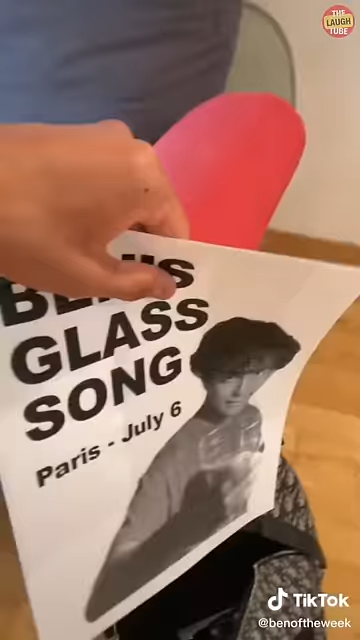 THE
LAUGH
TUBE
GLASS
SONG
Paris - July 6
TikTok
@benoftheweek